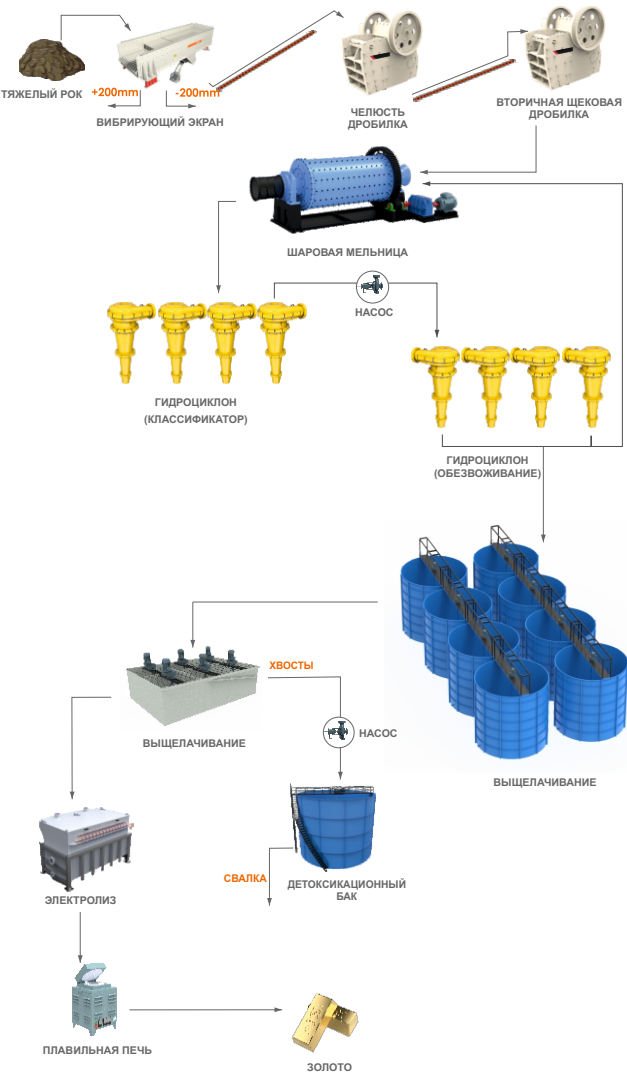 ТЯЖЕЛЫЙ РОК
+200mm
-200mm
ВИБРИРУЮЩИЙ ЭКРАН
ЧЕЛЮСТЬ
ДРОБИЛКА
ВТОРИЧНАЯ ЩЕКОВАЯ
ДРОБИЛКА
ШАРОВАЯ МЕЛЬНИЦА
НАСОС
ГИДРОЦИКЛОН
(КЛАССИФИКАТОР)
ГИДРОЦИКЛОН
(ОБЕЗВОЖИВАНИЕ)
ХВОСТЫ
ВЫЩЕЛАЧИВАНИЕ
НАСОС
ВЫЩЕЛАЧИВАНИЕ
СВАЛКА
ДЕТОКСИКАЦИОННЫЙ
БАК
ЭЛЕКТРОЛИЗ
ПЛАВИЛЬНАЯ ПЕЧЬ
ЗОЛОТО